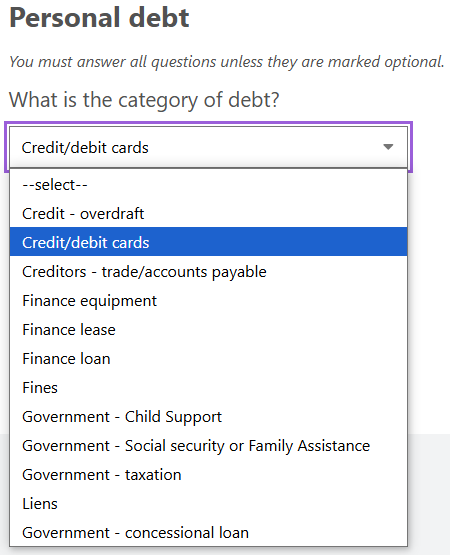 Personal debt
You must answer all questions unless they are marked optional.
What is the category of debt?
Credit/debit cards
--select--
Credit - overdraft
Credit/debit cards
Creditors - trade/accounts payable
Finance equipment
Finance lease
Finance loan
Fines
Government - Child Support
Government - Social security or Family Assistance
Government - taxation
Liens
Government - concessional loan